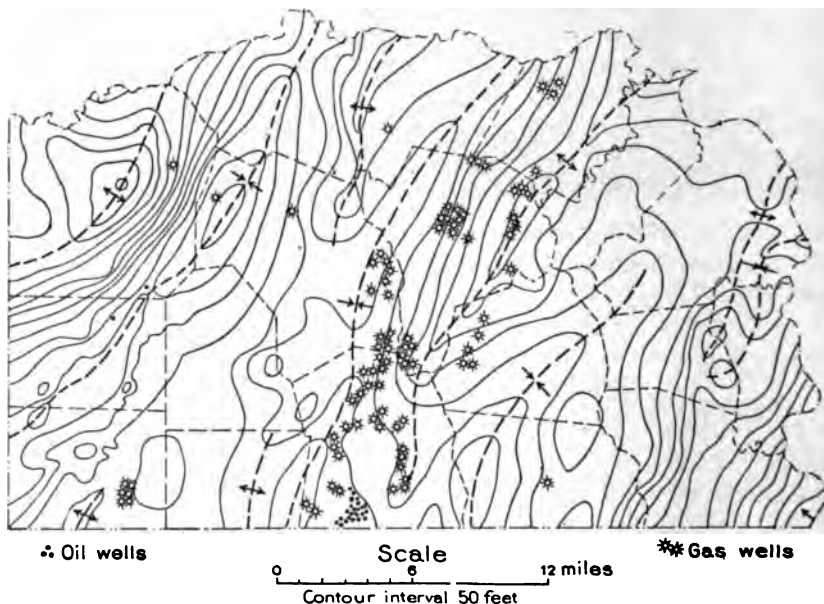 Oil wells
Scale
Gas wells
0 6 12 miles
Contour interval 50 feet